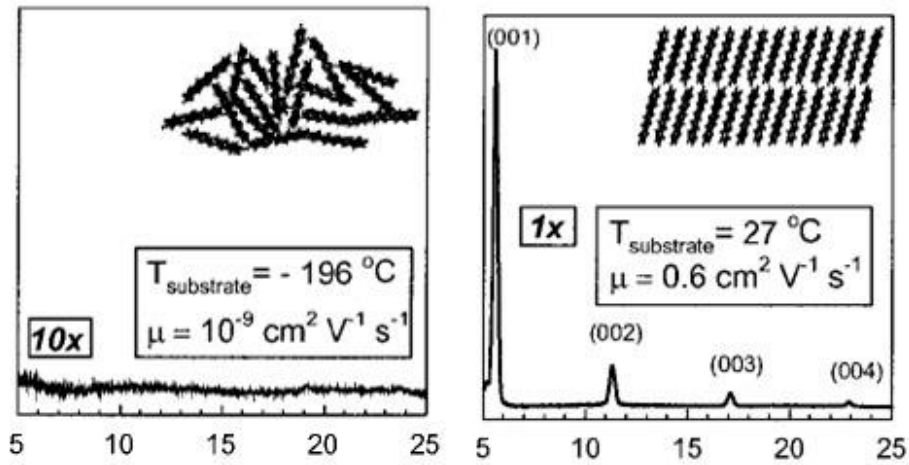 T_substrate = - 196 °C
μ = 10^-9 cm^2 V^-1 s^-1
10x
5 10 15 20 25
(001)
1x
T_substrate = 27 °C
μ = 0.6 cm^2 V^-1 s^-1
(002)
(003)
(004)
5 10 15 20 25